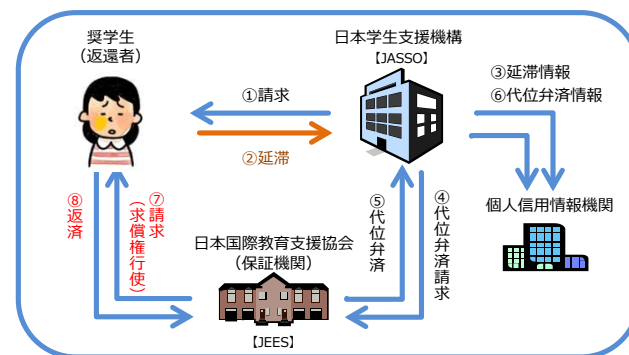 奨学生
(返還者)
日本学生支援機構
【JASSO】
①請求
②延滞
③延滞情報
⑥代位弁済情報
個人信用情報機関
⑧返済
⑦請求
(求償権行使)
⑤代位弁済
④代位弁済請求
日本国際教育支援協会
(保証機関)
【JEES】